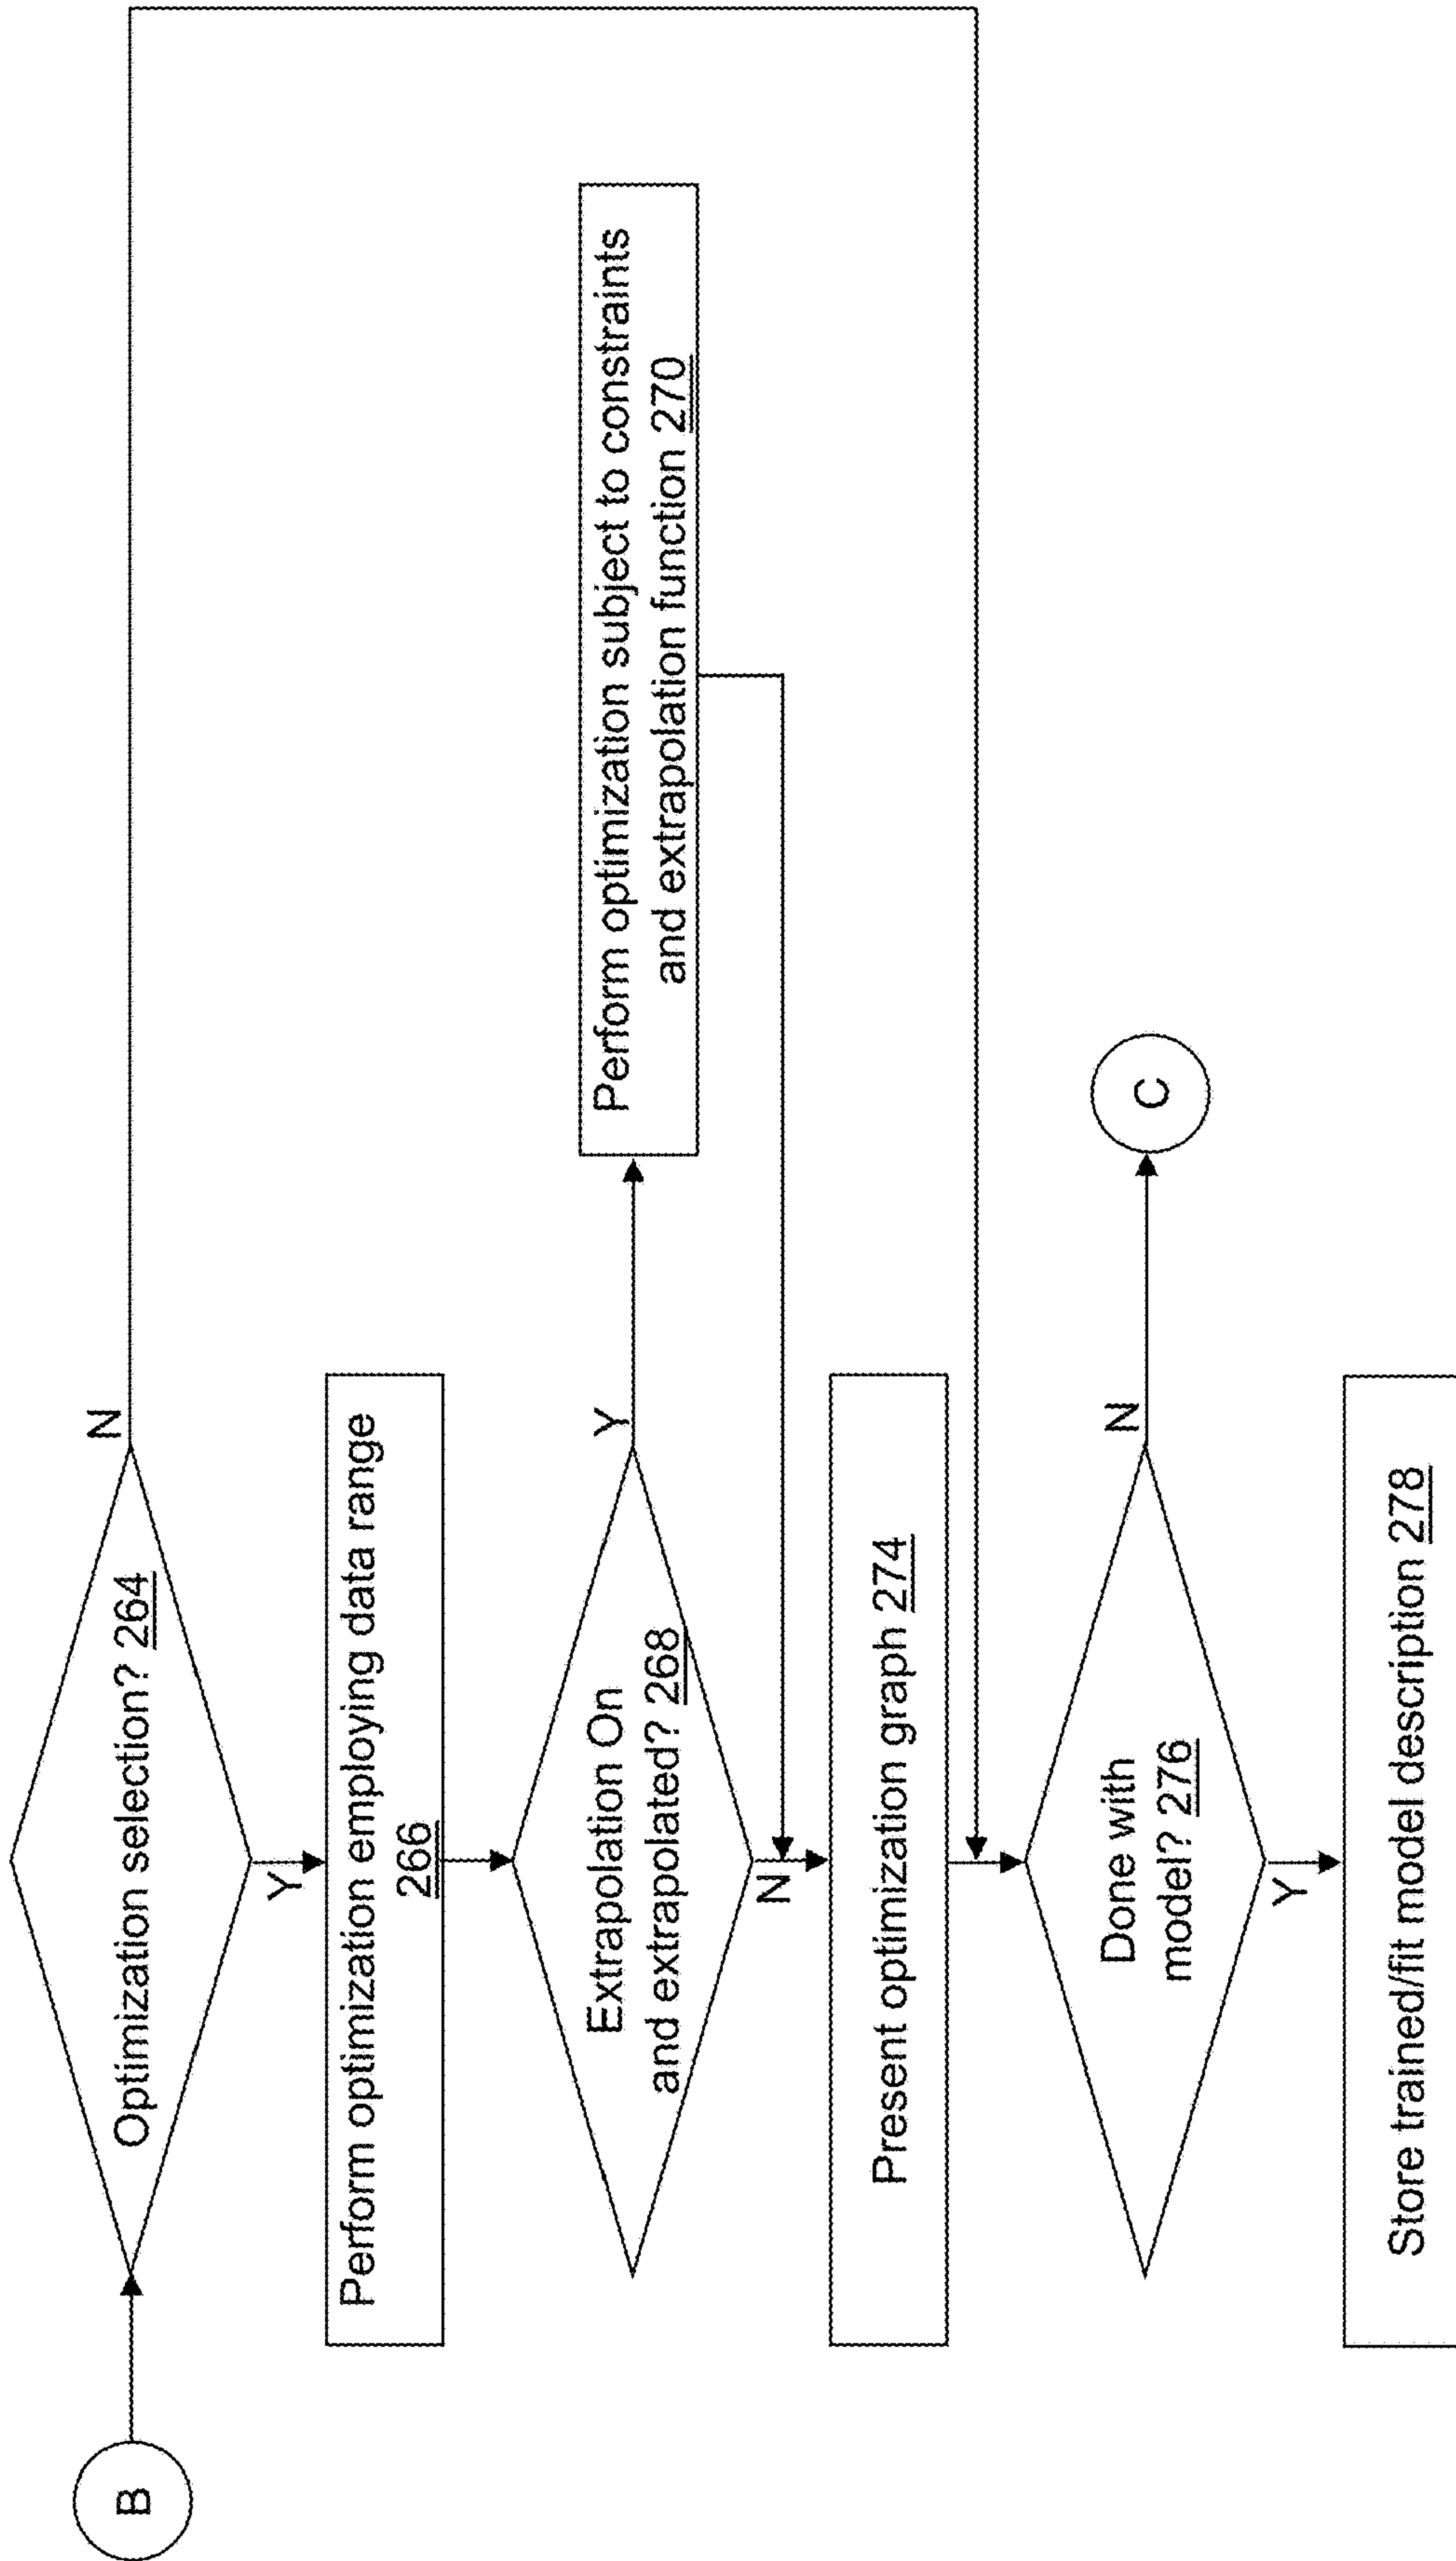 B
Optimization selection? 264
N
Y
Perform optimization employing data range
266
Extrapolation On
and extrapolated? 268
Y
Perform optimization subject to constraints
and extrapolation function 270
N
Present optimization graph 274
Done with
model? 276
N
C
Y
Store trained/fit model description 278